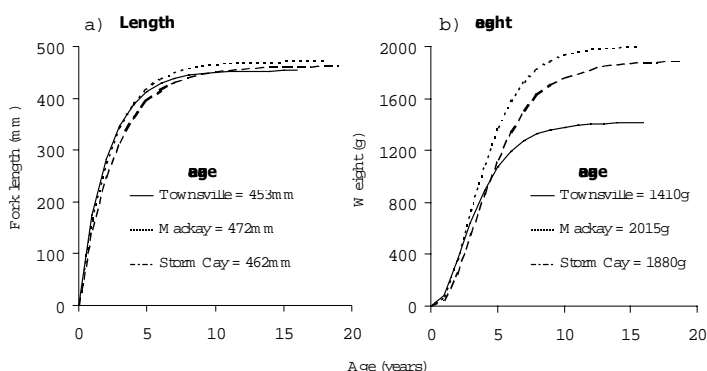 a) Length
500
400
300
200
100
0
0 5 10 15 20
Fork length (mm)
Townsville = 453mm
Mackay = 472mm
Storm Cay = 462mm
b)
2000
1600
1200
800
400
0
0 5 10 15 20
Weight (g)
Townsville = 1410g
Mackay = 2015g
Storm Cay = 1880g
Age (years)